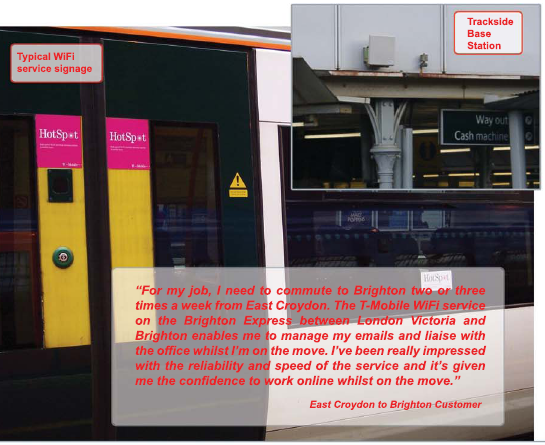 Trackside
Base
Station
Typical WiFi
service signage
Way out
Cash machine
HotSp*t
HotSp*t
HotSp*t
“For my job, I need to commute to Brighton two or three
times a week from East Croydon. The T-Mobile WiFi service
on the Brighton Express between London Victoria and
Brighton enables me to manage my emails and liaise with
the office whilst I'm on the move. I've been really impressed
with the reliability and speed of the service and it's given
me the confidence to work online whilst on the move.”
East Croydon to Brighton Customer